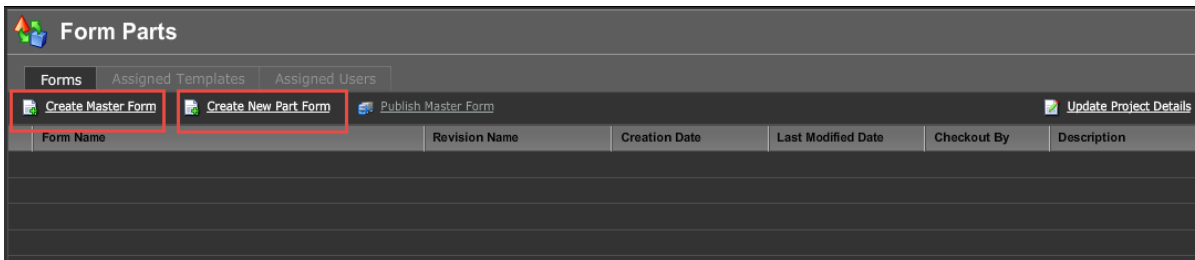 Form Parts
Forms Assigned Templates Assigned Users
Create Master Form Create New Part Form Publish Master Form Update Project Details
Form Name Revision Name Creation Date Last Modified Date Checkout By Description